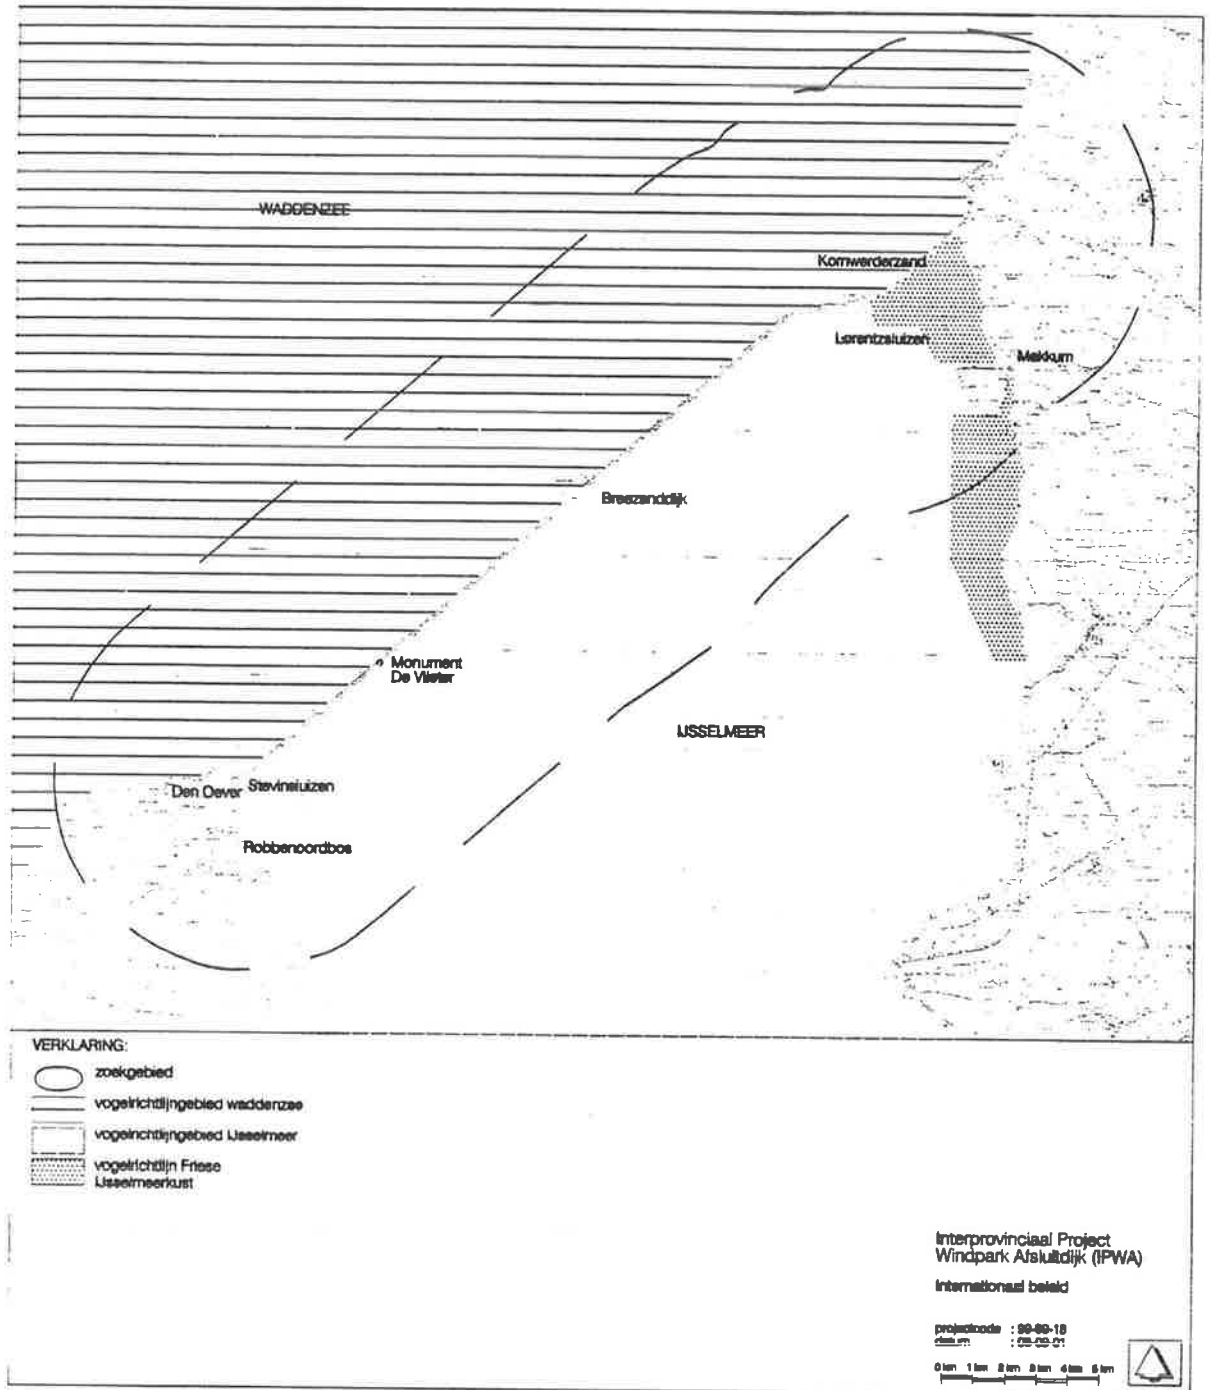 WADDENZEE
Kornwerderzand
Lorentzsluizen
Makkum
Breezanddijk
Monument
De Vlieter
IJSSELMEER
Den Oever
Stevinsluizen
Robbenoordbos
VERKLARING:
zoekgebied
vogelrichtlijngebied waddenzee
vogelrichtlijngebied IJsselmeer
vogelrichtlijn Friese
IJsselmeerkust
Interprovinciaal Project
Windpark Afsluitdijk (IPWA)
Internationaal beleid
projectcode :
datum :
0 km 1 km 2 km 3 km 4 km 5 km